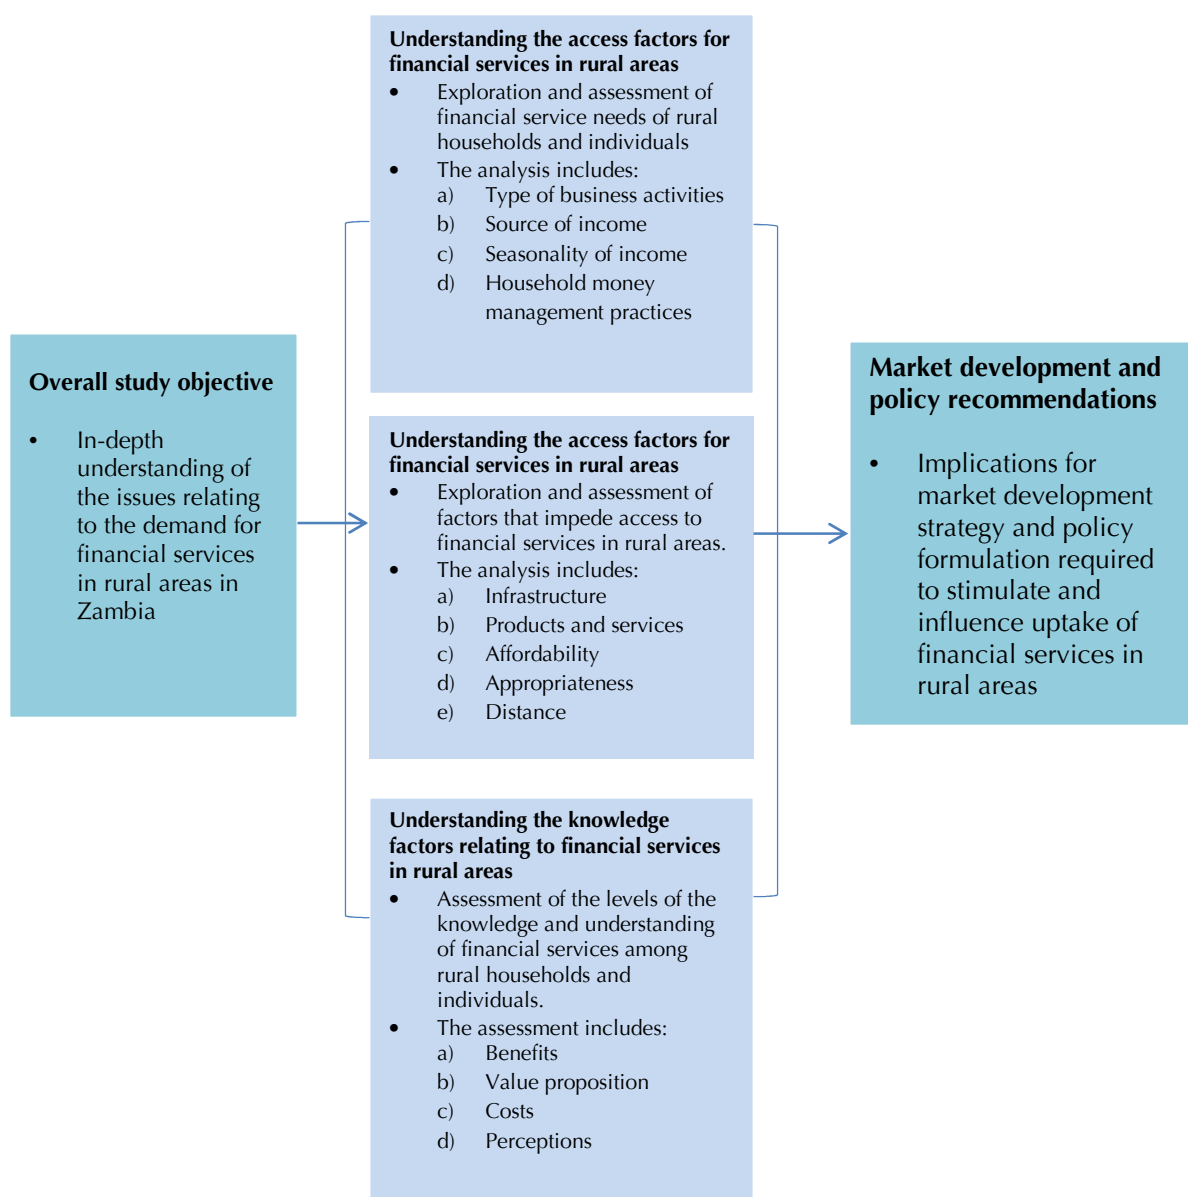 Overall study objective
• In-depth
understanding of
the issues relating
to the demand for
financial services
in rural areas in
Zambia
Understanding the access factors for
financial services in rural areas
• Exploration and assessment of
financial service needs of rural
households and individuals
• The analysis includes:
a) Type of business activities
b) Source of income
c) Seasonality of income
d) Household money
management practices
Understanding the access factors for
financial services in rural areas
• Exploration and assessment of
factors that impede access to
financial services in rural areas.
• The analysis includes:
a) Infrastructure
b) Products and services
c) Affordability
d) Appropriateness
e) Distance
Understanding the knowledge
factors relating to financial services
in rural areas
• Assessment of the levels of the
knowledge and understanding
of financial services among
rural households and
individuals.
• The assessment includes:
a) Benefits
b) Value proposition
c) Costs
d) Perceptions
Market development and
policy recommendations
• Implications for
market development
strategy and policy
formulation required
to stimulate and
influence uptake of
financial services in
rural areas